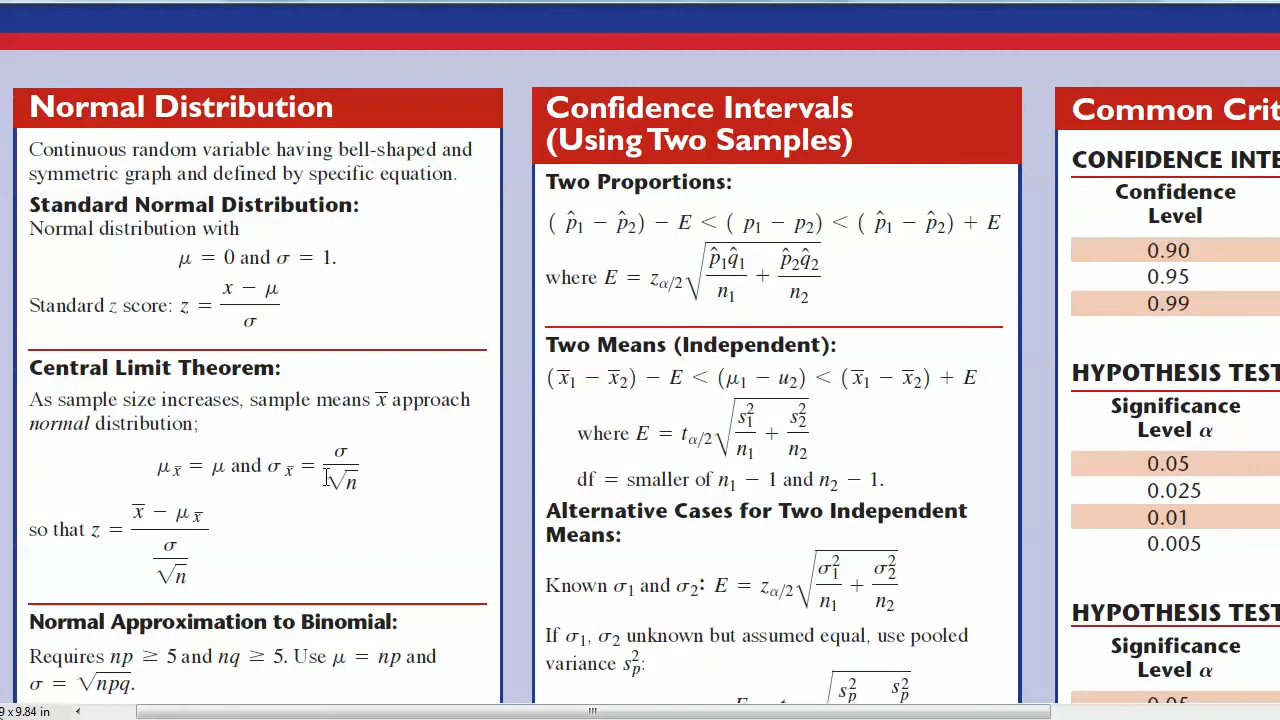 Normal Distribution
Continuous random variable having bell-shaped and
symmetric graph and defined by specific equation.
Standard Normal Distribution:
Normal distribution with
μ = 0 and σ = 1.
Standard z score: z = (x − μ)/σ
Central Limit Theorem:
As sample size increases, sample means x̅ approach
normal distribution;
μ_x̅ = μ and σ_x̅ = σ/√n
so that z = (x̅ − μ_x̅)/(σ/√n)
Normal Approximation to Binomial:
Requires np ≥ 5 and nq ≥ 5. Use μ = np and
σ = √npq.
Confidence Intervals
(Using Two Samples)
Two Proportions:
(p̂₁ − p̂₂) − E < (p₁ − p₂) < (p̂₁ − p̂₂) + E
where E = z_α/2 √(p̂₁q̂₁/n₁ + p̂₂q̂₂/n₂)
Two Means (Independent):
(x̅₁ − x̅₂) − E < (μ₁ − u₂) < (x̅₁ − x̅₂) + E
where E = t_α/2 √(s₁²/n₁ + s₂²/n₂)
df = smaller of n₁ − 1 and n₂ − 1.
Alternative Cases for Two Independent
Means:
Known σ₁ and σ₂: E = z_α/2 √(σ₁²/n₁ + σ₂²/n₂)
If σ₁, σ₂ unknown but assumed equal, use pooled
variance s_p²:
s_p² s_p²
Common Crit
CONFIDENCE INTE
Confidence
Level
0.90
0.95
0.99
HYPOTHESIS TEST
Significance
Level α
0.05
0.025
0.01
0.005
HYPOTHESIS TEST
Significance
Level α
9 x 9.84 in